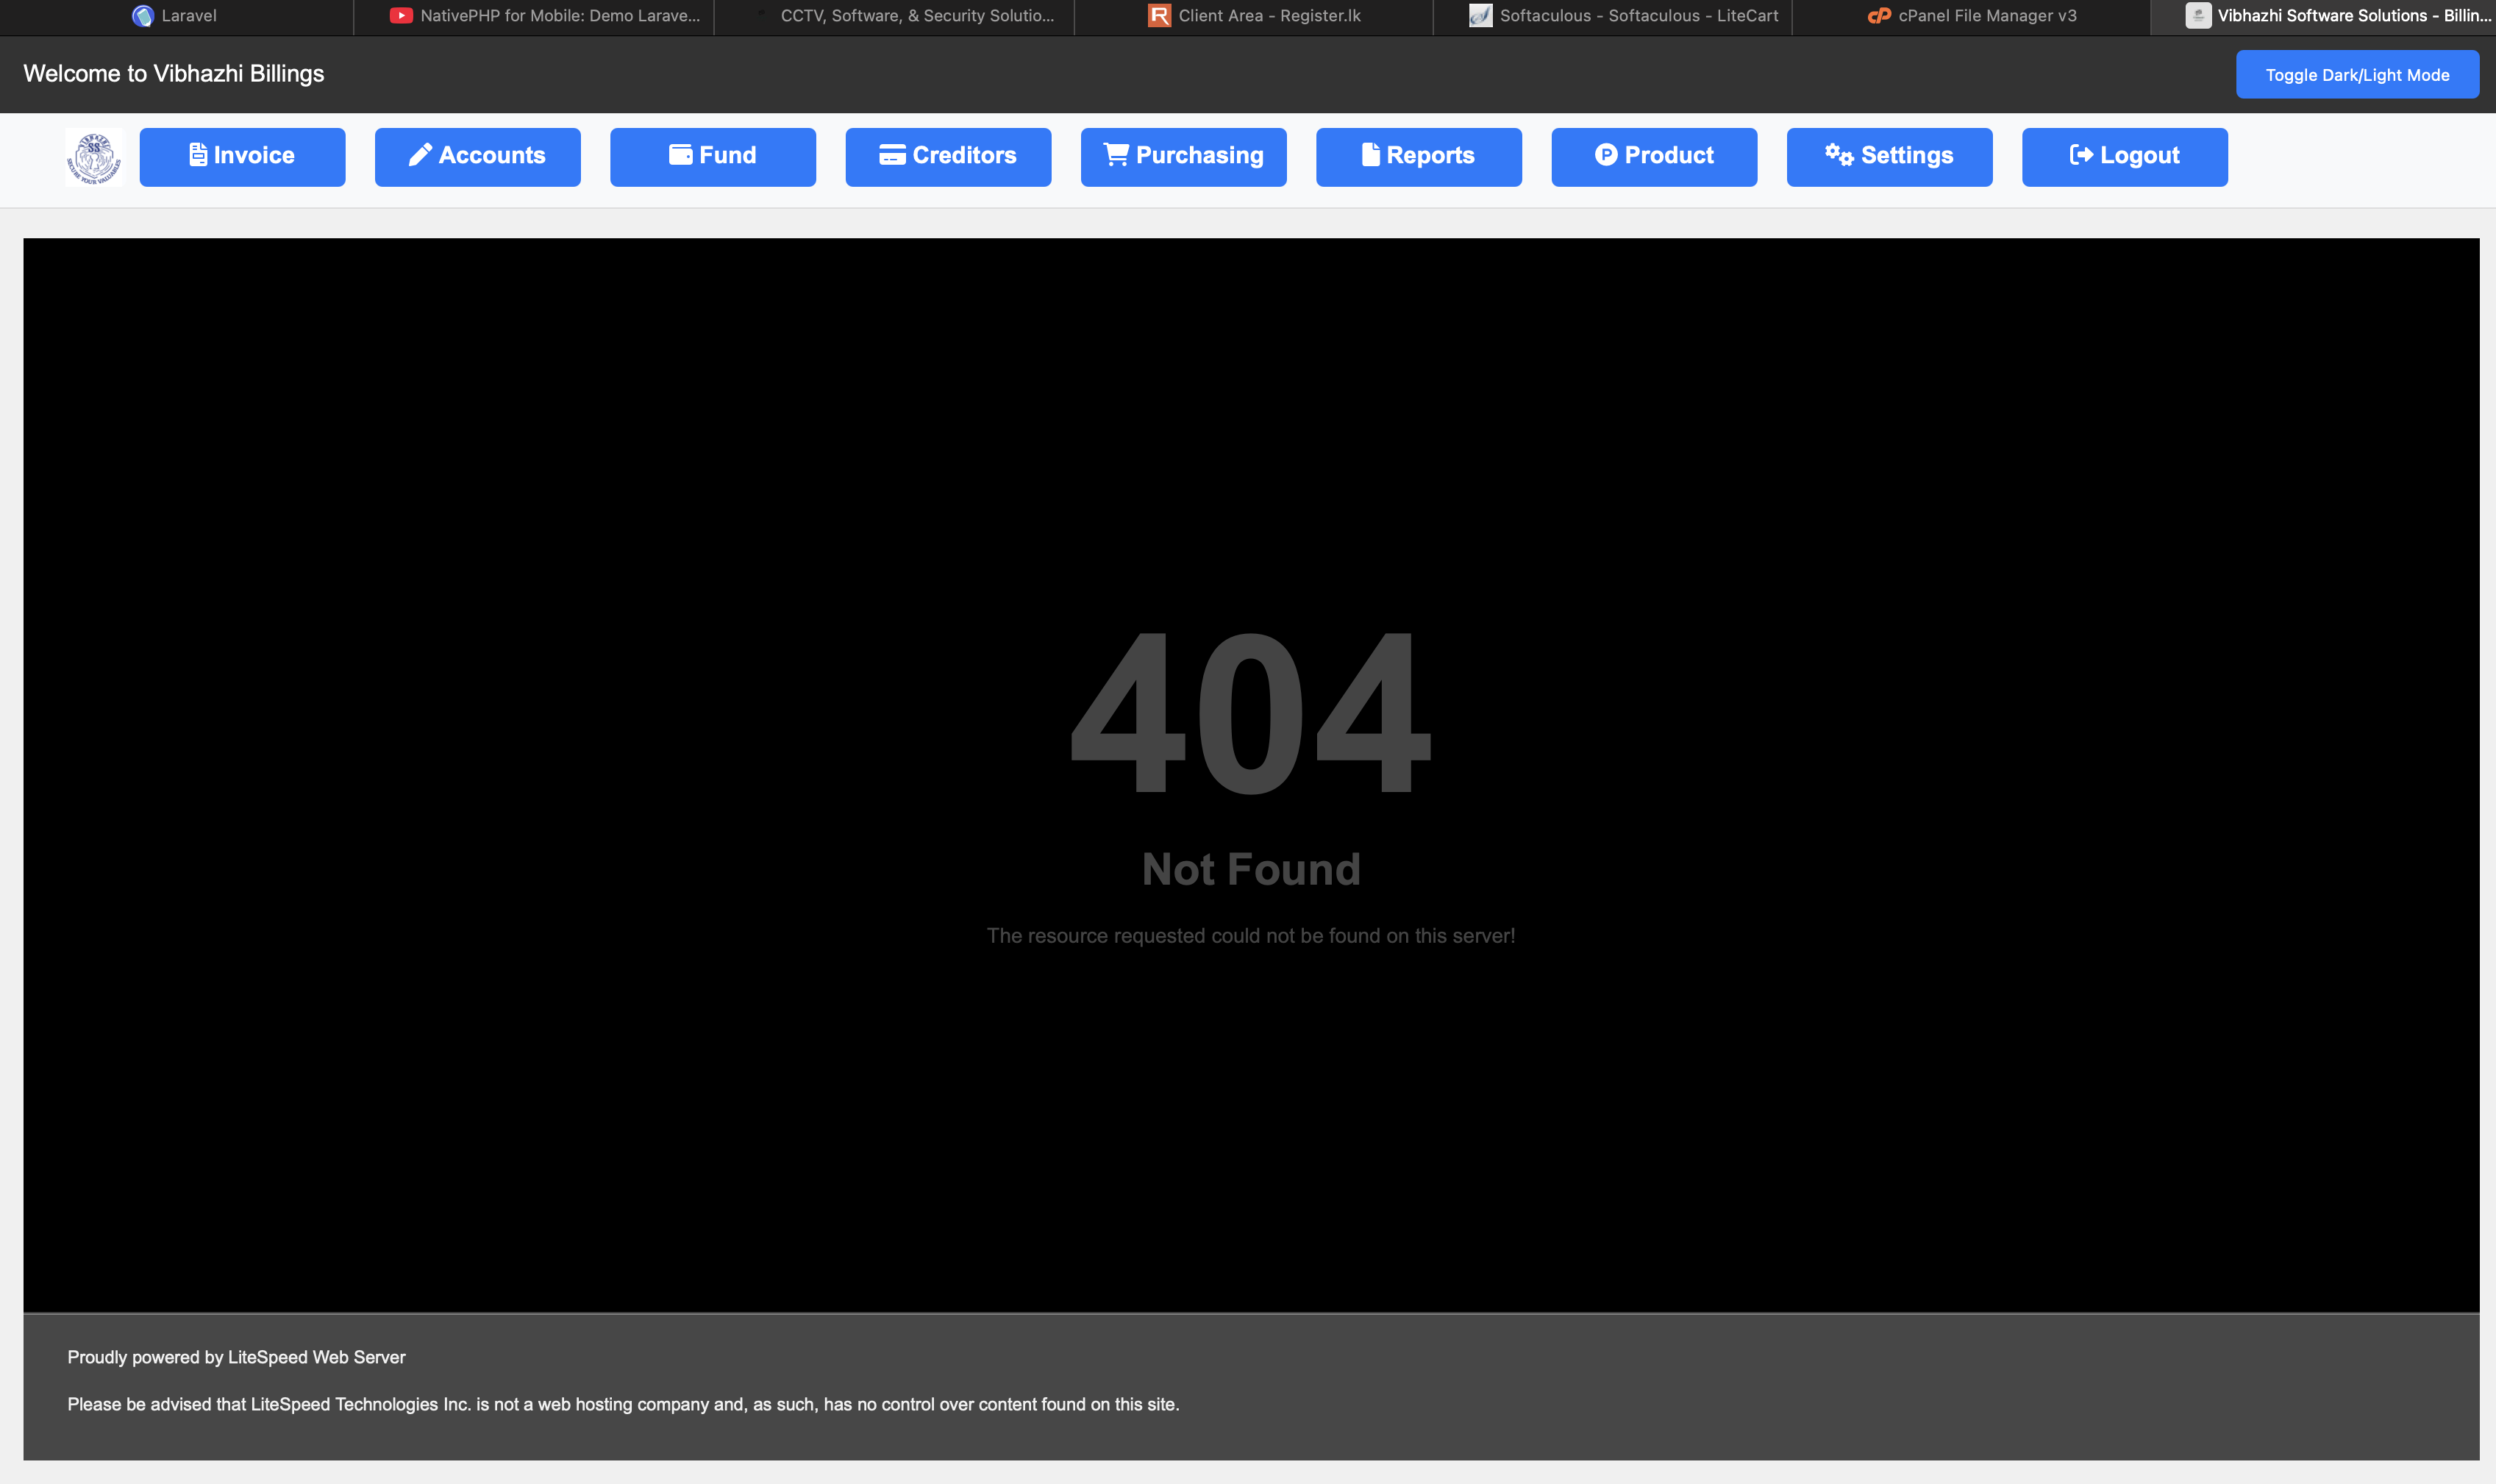 Laravel
NativePHP for Mobile: Demo Larave...
CCTV, Software, & Security Solutio...
Client Area - Register.lk
Softaculous - Softaculous - LiteCart
cPanel File Manager v3
Vibhazhi Software Solutions - Billin...
Welcome to Vibhazhi Billings
Toggle Dark/Light Mode
SS
SECURE YOUR VALUABLES
Invoice
Accounts
Fund
Creditors
Purchasing
Reports
Product
Settings
Logout
404
Not Found
The resource requested could not be found on this server!
Proudly powered by LiteSpeed Web Server
Please be advised that LiteSpeed Technologies Inc. is not a web hosting company and, as such, has no control over content found on this site.